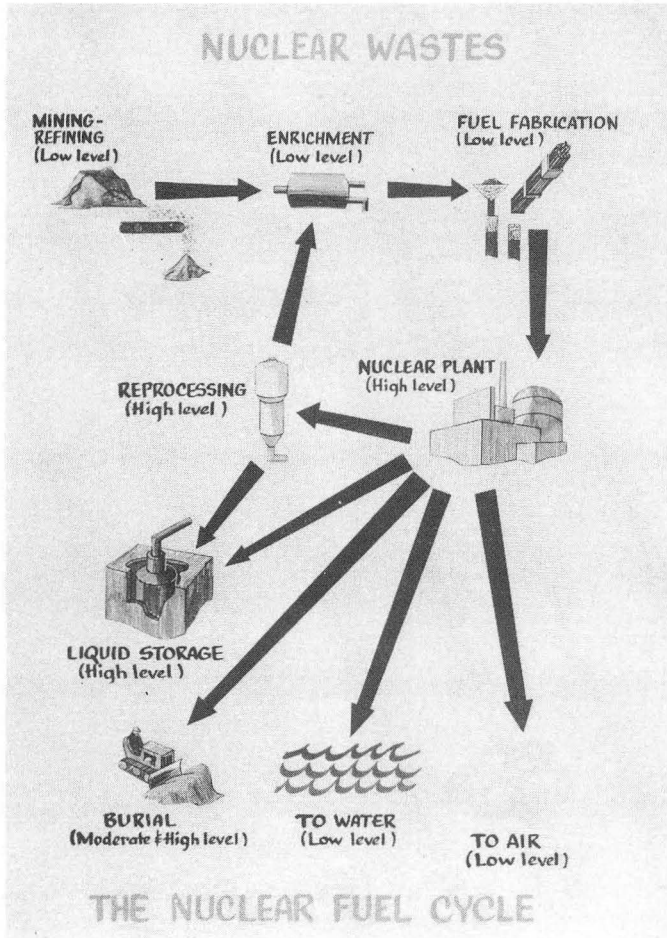 NUCLEAR WASTES
MINING-
REFINING
(Low level)
ENRICHMENT
(Low level)
FUEL FABRICATION
(Low level)
NUCLEAR PLANT
(High level)
REPROCESSING
(High level)
LIQUID STORAGE
(High level)
BURIAL
(Moderate & High level)
TO WATER
(Low level)
TO AIR
(Low level)
THE NUCLEAR FUEL CYCLE